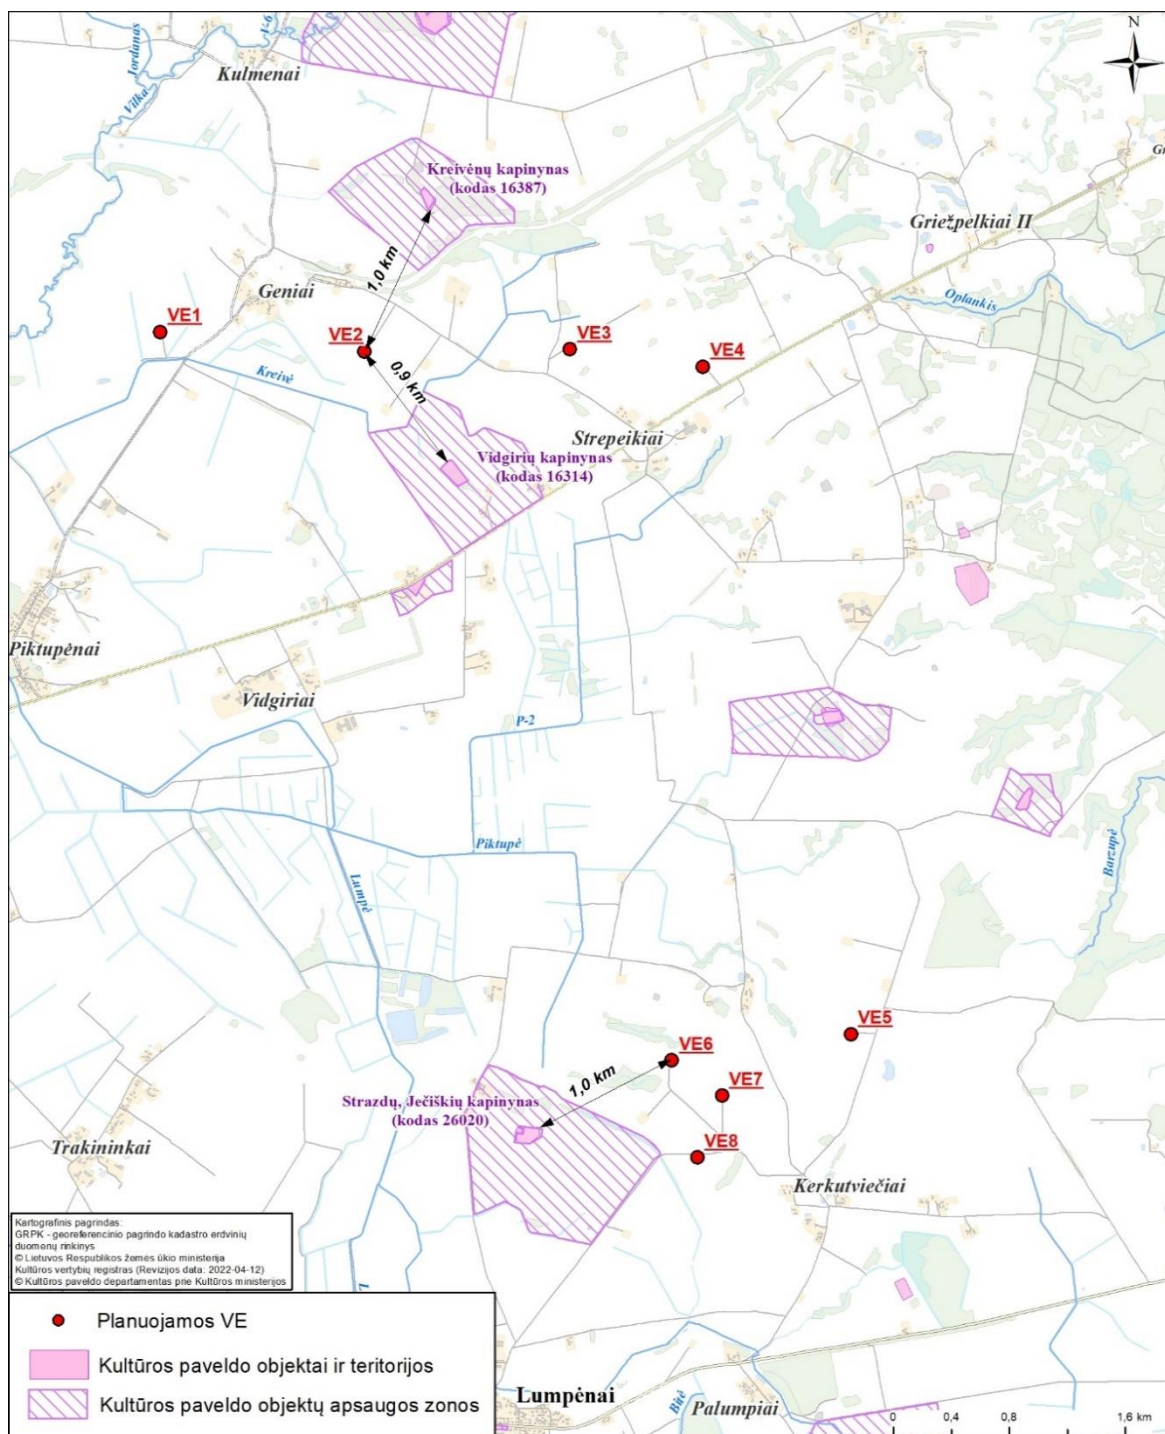 N
Jordanas
Vilka
Kulmenai
Kreivėnų kapinynas
(kodas 16387)
Griežpelkiai II
1,0 km
Geniai
Oplankis
VE1
VE2
VE3
VE4
Kreivė
0,9 km
Strepeikiai
Vidgirių kapinynas
(kodas 16314)
Piktupėnai
Vidgiriai
P-2
Piktupė
Lumpė
Barzupė
VE5
VE6
1,0 km
VE7
Strazdų, Ječiškių kapinynas
(kodas 26020)
VE8
Trakininkai
Kerkutviečiai
Kartografinis pagrindas:
GRPK - georeferencinio pagrindo kadastro erdvinių
duomenų rinkinys
© Lietuvos Respublikos žemės ūkio ministerija
Kultūros vertybių registras (Revizijos data: 2022-04-12)
© Kultūros paveldo departamentas prie Kultūros ministerijos
Planuojamos VE
Kultūros paveldo objektai ir teritorijos
Kultūros paveldo objektų apsaugos zonos
Lumpėnai
Bitė
Palumpiai
0 0,4 0,8 1,6 km